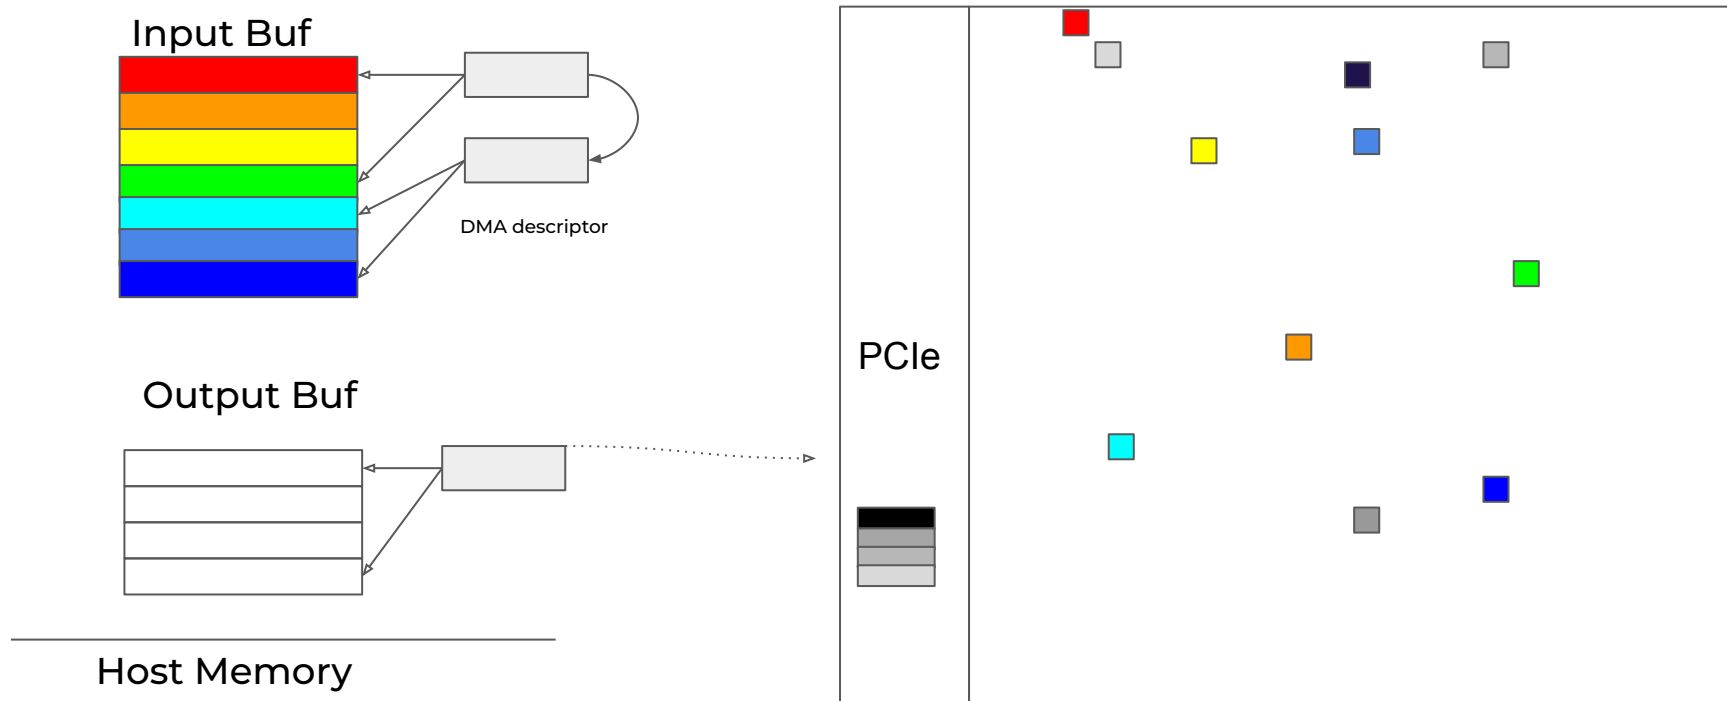 Input Buf
DMA descriptor
PCIe
Output Buf
Host Memory